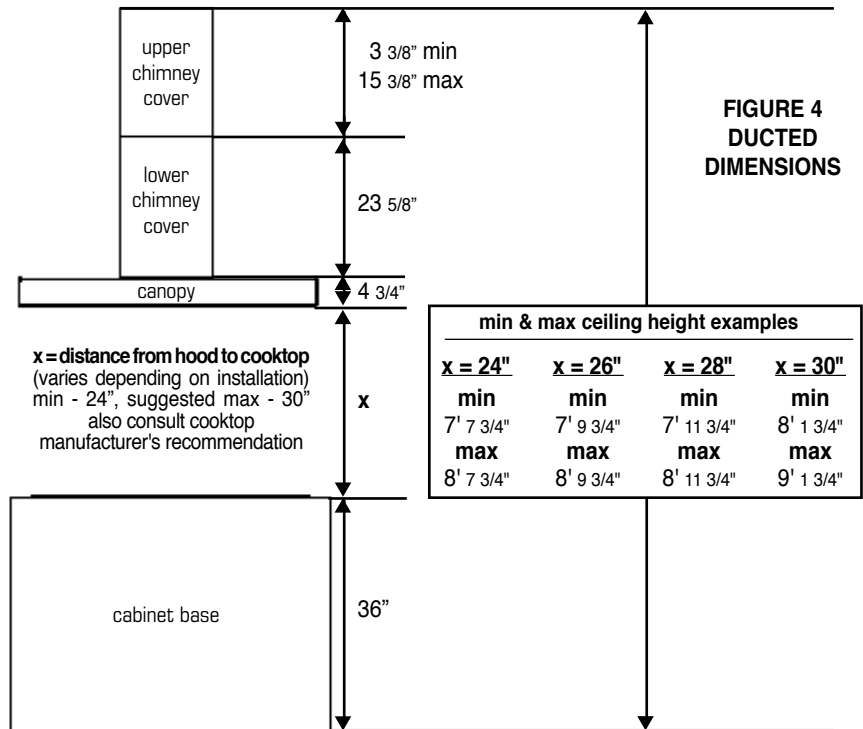 upper
chimney
cover
3 3/8” min
15 3/8” max
FIGURE 4
DUCTED
DIMENSIONS
lower
chimney
cover
23 5/8”
canopy
4 3/4”
x = distance from hood to cooktop
(varies depending on installation)
min - 24”, suggested max - 30”
also consult cooktop
manufacturer's recommendation
x
min & max ceiling height examples
x = 24" x = 26" x = 28" x = 30"
min min min min
7' 7 3/4" 7' 9 3/4" 7' 11 3/4" 8' 1 3/4"
max max max max
8' 7 3/4" 8' 9 3/4" 8' 11 3/4" 9' 1 3/4"
cabinet base
36”